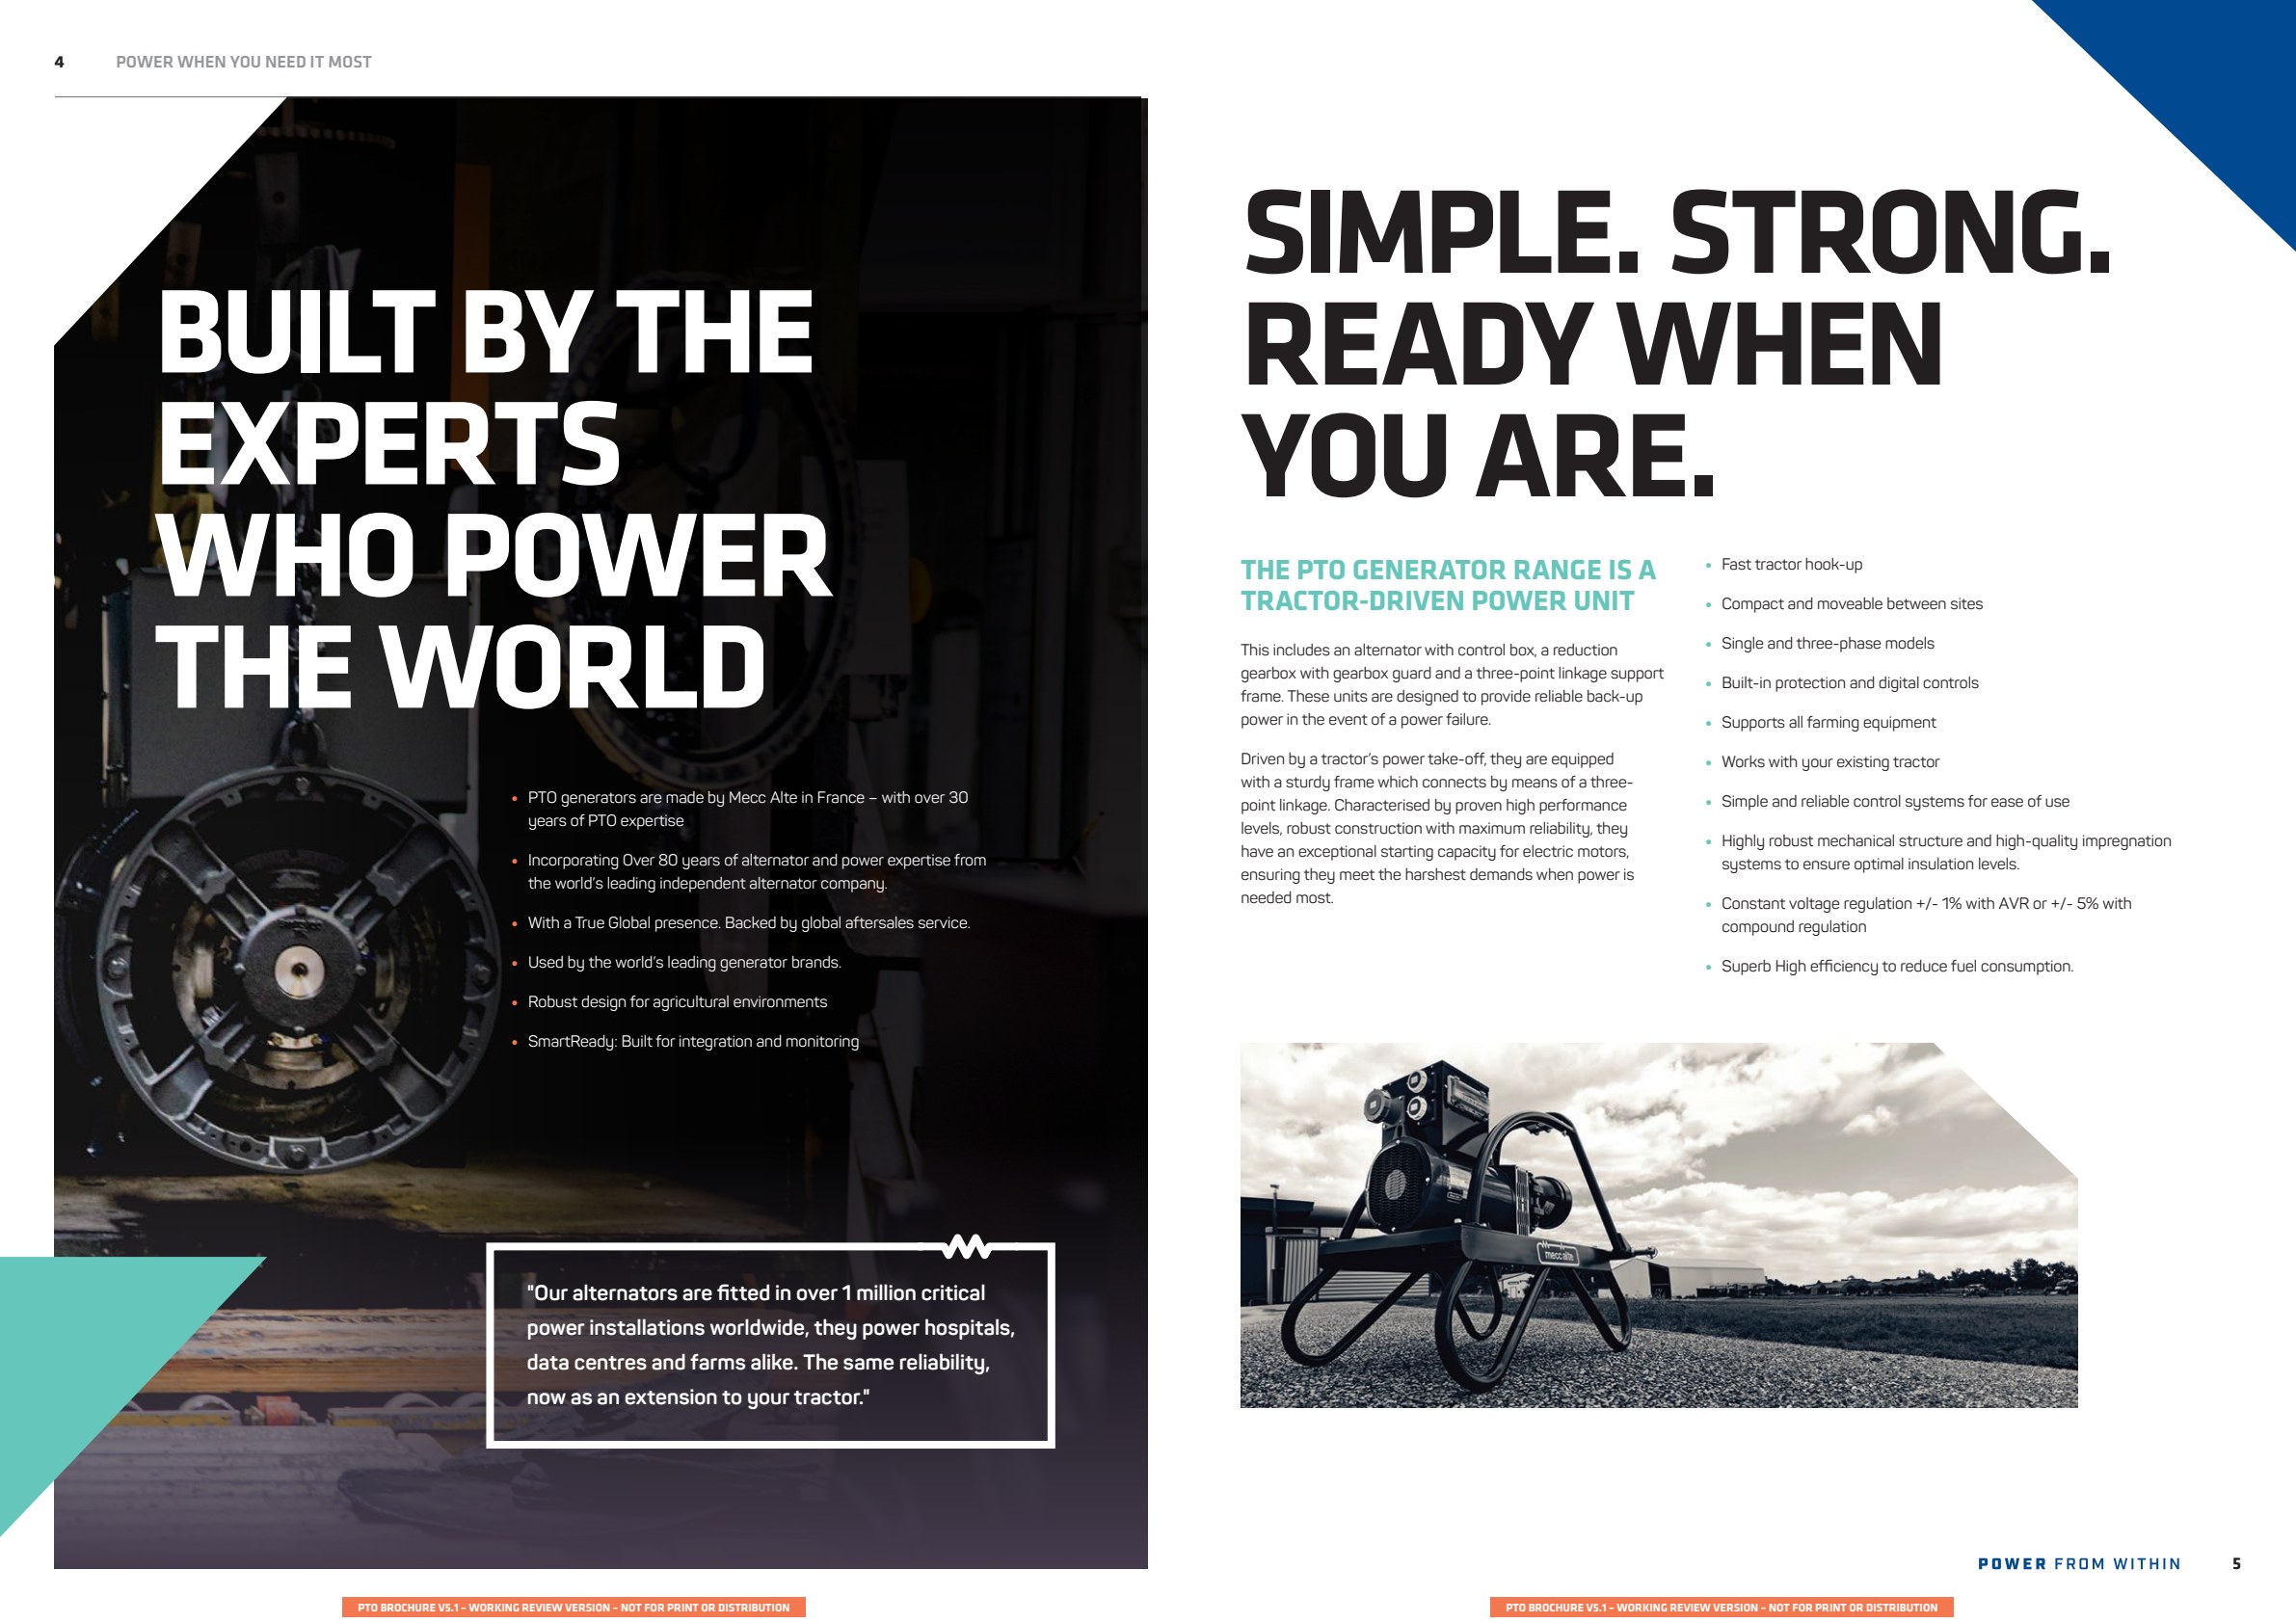 4 POWER WHEN YOU NEED IT MOST
BUILT BY THE
EXPERTS
WHO POWER
THE WORLD
• PTO generators are made by Mecc Alte in France – with over 30
years of PTO expertise
• Incorporating Over 80 years of alternator and power expertise from
the world's leading independent alternator company.
• With a True Global presence. Backed by global aftersales service.
• Used by the world's leading generator brands.
• Robust design for agricultural environments
• SmartReady: Built for integration and monitoring
"Our alternators are fitted in over 1 million critical
power installations worldwide, they power hospitals,
data centres and farms alike. The same reliability,
now as an extension to your tractor."
PTO BROCHURE V5.1 – WORKING REVIEW VERSION – NOT FOR PRINT OR DISTRIBUTION
SIMPLE. STRONG.
READY WHEN
YOU ARE.
THE PTO GENERATOR RANGE IS A
TRACTOR-DRIVEN POWER UNIT
This includes an alternator with control box, a reduction
gearbox with gearbox guard and a three-point linkage support
frame. These units are designed to provide reliable back-up
power in the event of a power failure.
Driven by a tractor's power take-off, they are equipped
with a sturdy frame which connects by means of a three-
point linkage. Characterised by proven high performance
levels, robust construction with maximum reliability, they
have an exceptional starting capacity for electric motors,
ensuring they meet the harshest demands when power is
needed most.
• Fast tractor hook-up
• Compact and moveable between sites
• Single and three-phase models
• Built-in protection and digital controls
• Supports all farming equipment
• Works with your existing tractor
• Simple and reliable control systems for ease of use
• Highly robust mechanical structure and high-quality impregnation
systems to ensure optimal insulation levels.
• Constant voltage regulation +/- 1% with AVR or +/- 5% with
compound regulation
• Superb High efficiency to reduce fuel consumption.
meccalte
POWER FROM WITHIN 5
PTO BROCHURE V5.1 – WORKING REVIEW VERSION – NOT FOR PRINT OR DISTRIBUTION